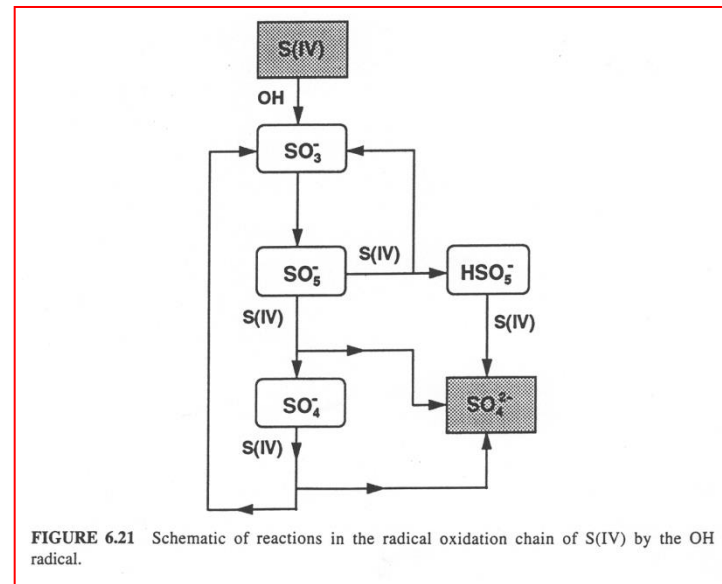 S(IV)
OH
SO₃⁻
S(IV)
SO₅⁻
HSO₅⁻
S(IV)
S(IV)
SO₄⁻
SO₄²⁻
S(IV)
FIGURE 6.21 Schematic of reactions in the radical oxidation chain of S(IV) by the OH
radical.